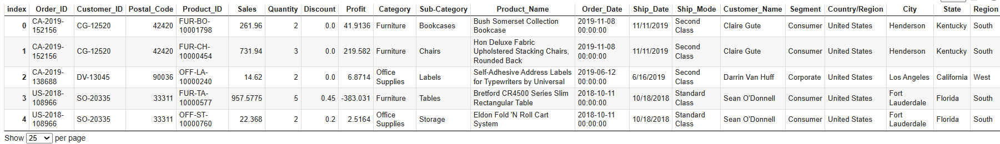 index Order_ID Customer_ID Postal_Code Product_ID Sales Quantity Discount Profit Category Sub-Category Product_Name Order_Date Ship_Date Ship_Mode Customer_Name Segment Country/Region City State Region
0 CA-2019-152156 CG-12520 42420 FUR-BO-10001798 261.96 2 0.0 41.9136 Furniture Bookcases Bush Somerset Collection Bookcase 2019-11-08 00:00:00 11/11/2019 Second Class Claire Gute Consumer United States Henderson Kentucky South
1 CA-2019-152156 CG-12520 42420 FUR-CH-10000454 731.94 3 0.0 219.582 Furniture Chairs Hon Deluxe Fabric Upholstered Stacking Chairs, Rounded Back 2019-11-08 00:00:00 11/11/2019 Second Class Claire Gute Consumer United States Henderson Kentucky South
2 CA-2019-138688 DV-13045 90036 OFF-LA-10000240 14.62 2 0.0 6.8714 Office Supplies Labels Self-Adhesive Address Labels for Typewriters by Universal 2019-06-12 00:00:00 6/16/2019 Second Class Darrin Van Huff Corporate United States Los Angeles California West
3 US-2018-108966 SO-20335 33311 FUR-TA-10000577 957.5775 5 0.45 -383.031 Furniture Tables Bretford CR4500 Series Slim Rectangular Table 2018-10-11 00:00:00 10/18/2018 Standard Class Sean O'Donnell Consumer United States Fort Lauderdale Florida South
4 US-2018-108966 SO-20335 33311 OFF-ST-10000760 22.368 2 0.2 2.5164 Office Supplies Storage Eldon Fold 'N Roll Cart System 2018-10-11 00:00:00 10/18/2018 Standard Class Sean O'Donnell Consumer United States Fort Lauderdale Florida South
Show 25 per page